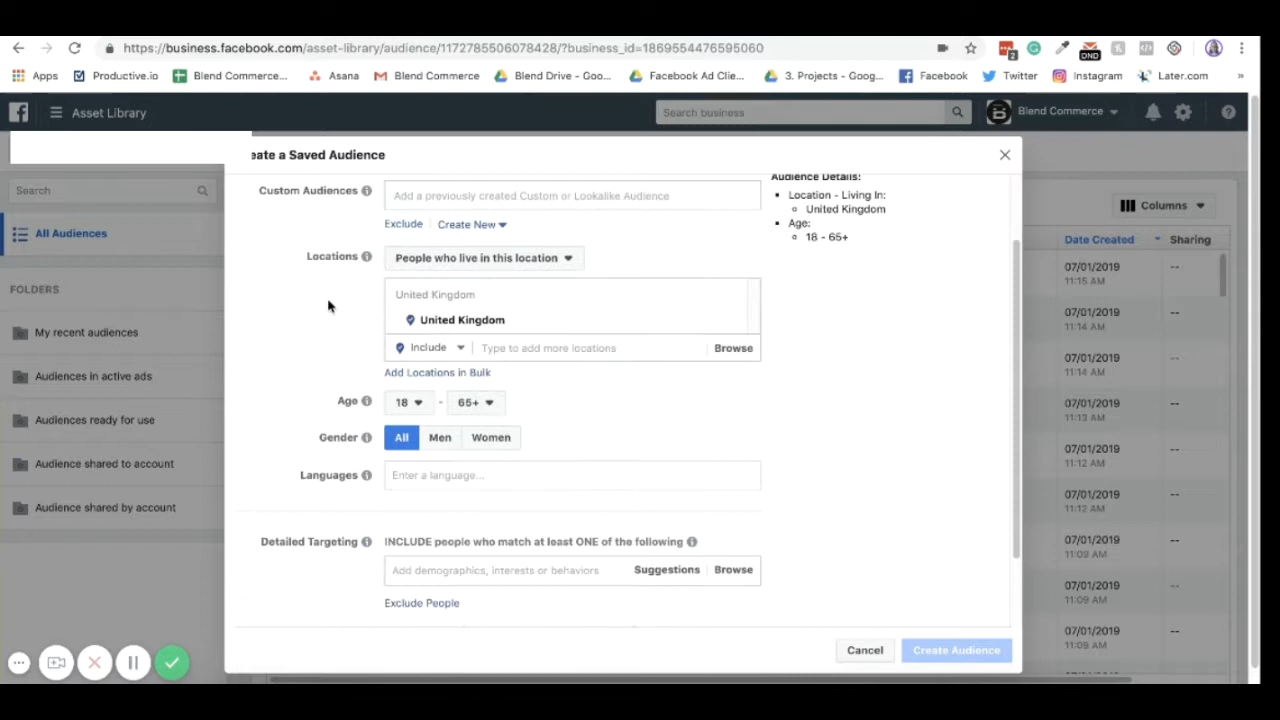 https://business.facebook.com/asset-library/audience/1172785506078428/?business_id=1869554476595060
2
DND
Apps
Productive.io
Blend Commerce...
Asana
Blend Commerce
Blend Drive - Goo...
Facebook Ad Clie...
3. Projects - Goog...
Facebook
Twitter
Instagram
Later.com
»
Asset Library
Search business
Blend Commerce
eate a Saved Audience
Search
All Audiences
FOLDERS
My recent audiences
Audiences in active ads
Audiences ready for use
Audience shared to account
Audience shared by account
Custom Audiences
Add a previously created Custom or Lookalike Audience
Exclude
Create New
Locations
People who live in this location
United Kingdom
United Kingdom
Include
Type to add more locations
Browse
Add Locations in Bulk
Age
18 - 65+
Gender
All Men Women
Languages
Enter a language...
Detailed Targeting
INCLUDE people who match at least ONE of the following
Add demographics, interests or behaviors
Suggestions
Browse
Exclude People
Cancel
Create Audience
Audience Details:
Location - Living In:
United Kingdom
Age:
18 - 65+
Columns
Date Created
Sharing
07/01/2019 --
11:15 AM
07/01/2019 --
11:14 AM
07/01/2019 --
11:14 AM
07/01/2019 --
11:13 AM
07/01/2019 --
11:12 AM
07/01/2019 --
11:12 AM
07/01/2019 --
11:09 AM
07/01/2019 --
11:09 AM
07/01/2019 --
11:09 AM